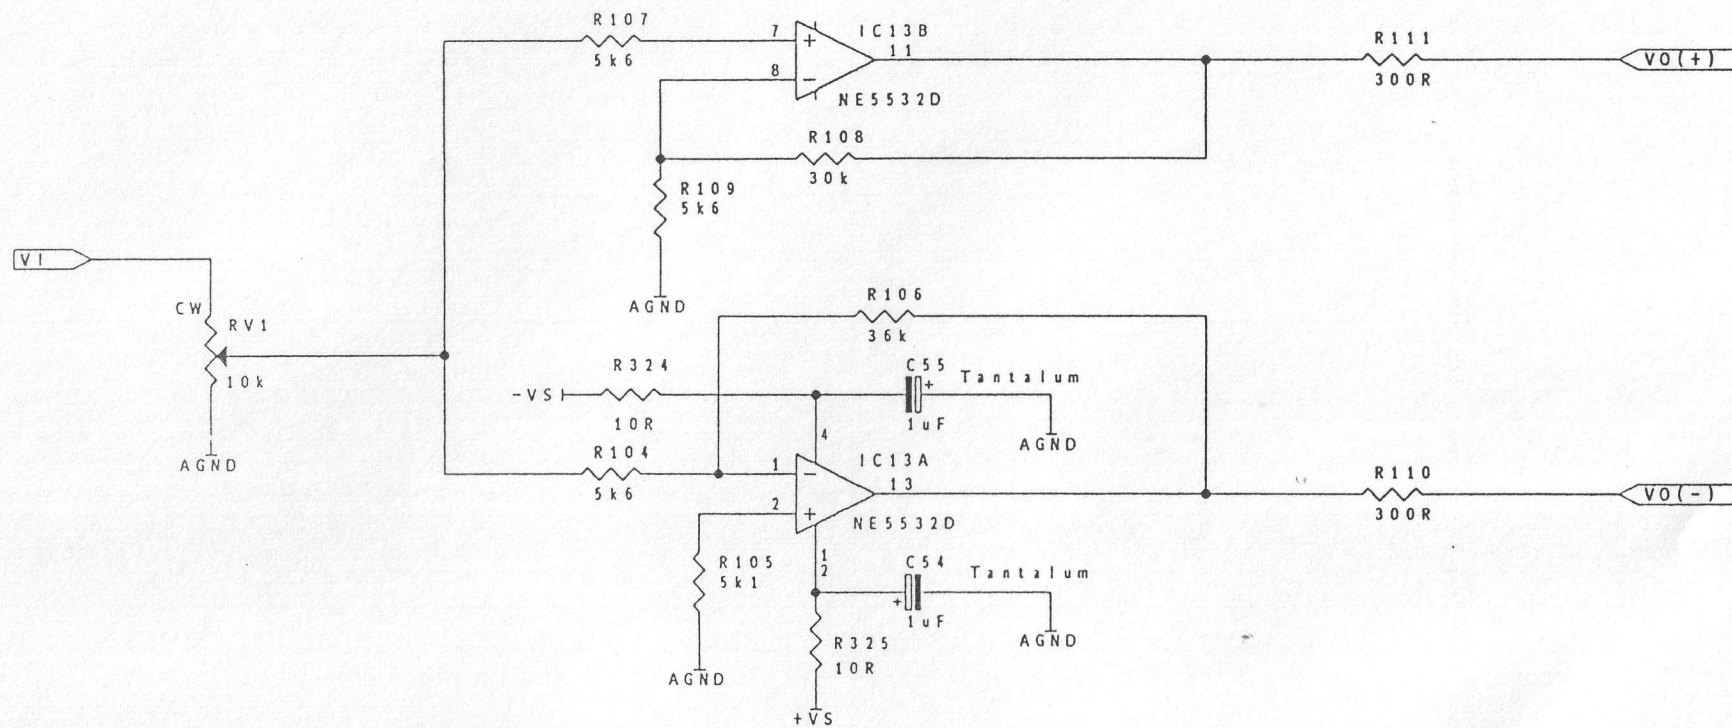 R107
5k6
7
+
IC13B
11
8
−
NE5532D
R111
300R
VO(+)
R108
30k
R109
5k6
AGND
VI
CW
RV1
10k
AGND
R106
36k
R324
-VS
10R
C55
+
Tantalum
1uF
AGND
4
R104
5k6
1
−
IC13A
13
2
+
NE5532D
R110
300R
VO(-)
R105
5k1
AGND
12
C54
+
Tantalum
1uF
AGND
R325
10R
+VS